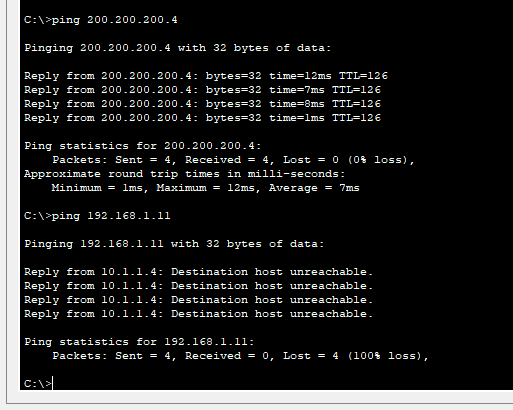 C:\>ping 200.200.200.4
Pinging 200.200.200.4 with 32 bytes of data:
Reply from 200.200.200.4: bytes=32 time=12ms TTL=126
Reply from 200.200.200.4: bytes=32 time=7ms TTL=126
Reply from 200.200.200.4: bytes=32 time=8ms TTL=126
Reply from 200.200.200.4: bytes=32 time=1ms TTL=126
Ping statistics for 200.200.200.4:
Packets: Sent = 4, Received = 4, Lost = 0 (0% loss),
Approximate round trip times in milli-seconds:
Minimum = 1ms, Maximum = 12ms, Average = 7ms
C:\>ping 192.168.1.11
Pinging 192.168.1.11 with 32 bytes of data:
Reply from 10.1.1.4: Destination host unreachable.
Reply from 10.1.1.4: Destination host unreachable.
Reply from 10.1.1.4: Destination host unreachable.
Reply from 10.1.1.4: Destination host unreachable.
Ping statistics for 192.168.1.11:
Packets: Sent = 4, Received = 0, Lost = 4 (100% loss),
C:\>